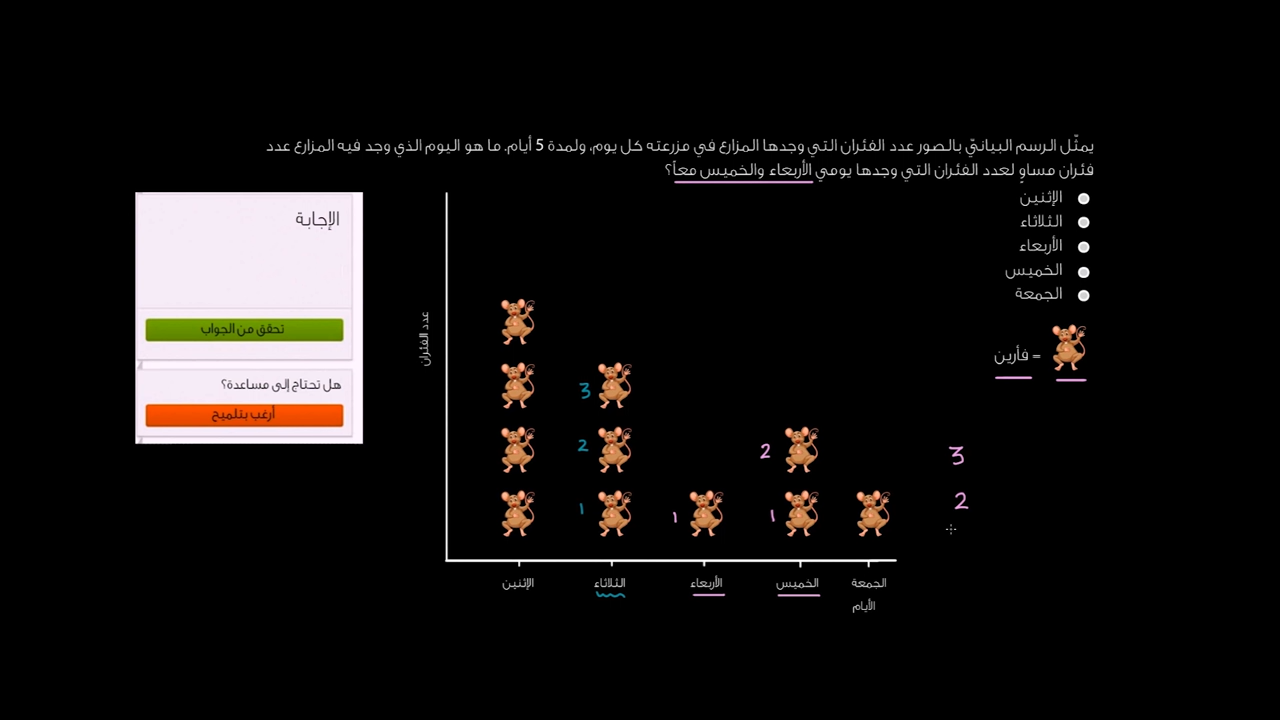 يمثّل الرسم البيانيّ بالصور عدد الفئران التي وجدها المزارع في مزرعته كل يوم، ولمدة 5 أيام. ما هو اليوم الذي وجد فيه المزارع عدد
فئران مساوٍ لعدد الفئران التي وجدها يومي الأربعاء والخميس معاً؟
الإثنين
الثلاثاء
الأربعاء
الخميس
الجمعة
= فأرين
الإجابة
تحقق من الجواب
هل تحتاج إلى مساعدة؟
أرغب بتلميح
عدد الفئران
3
2
1
1
2
1
3
2
الإثنين
الثلاثاء
الأربعاء
الخميس
الجمعة
الأيام